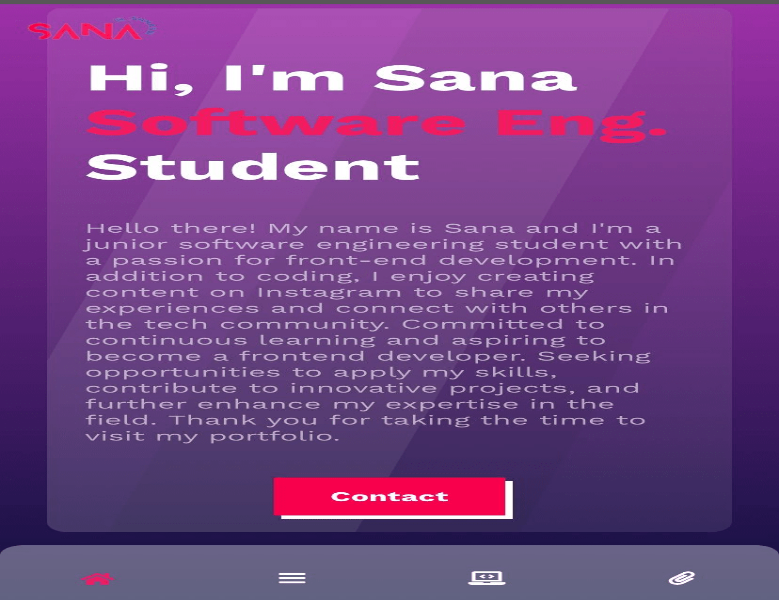 SANA
Hi, I'm Sana
Software Eng.
Student
Hello there! My name is Sana and I'm a
junior software engineering student with
a passion for front-end development. In
addition to coding, I enjoy creating
content on Instagram to share my
experiences and connect with others in
the tech community. Committed to
continuous learning and aspiring to
become a frontend developer. Seeking
opportunities to apply my skills,
contribute to innovative projects, and
further enhance my expertise in the
field. Thank you for taking the time to
visit my portfolio.
Contact